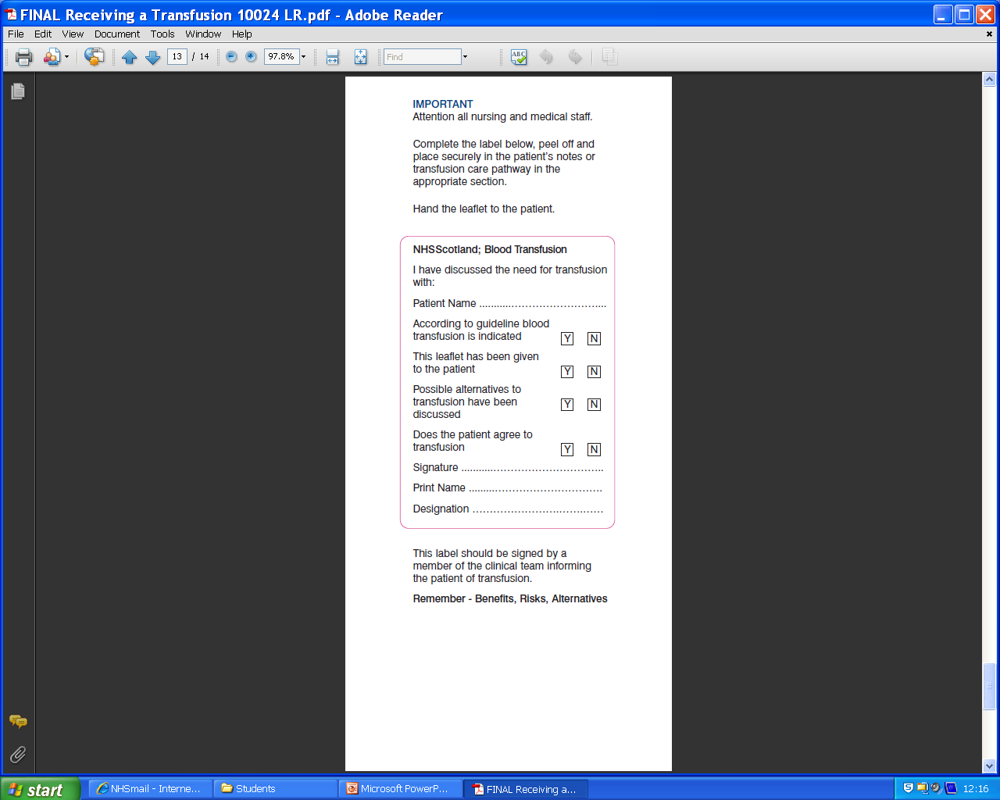 FINAL Receiving a Transfusion 10024 LR.pdf - Adobe Reader
File Edit View Document Tools Window Help
13 / 14 97.8% Find
ABC
IMPORTANT
Attention all nursing and medical staff.
Complete the label below, peel off and
place securely in the patient's notes or
transfusion care pathway in the
appropriate section.
Hand the leaflet to the patient.
NHSScotland; Blood Transfusion
I have discussed the need for transfusion
with:
Patient Name ..............................................
According to guideline blood
transfusion is indicated Y N
This leaflet has been given
to the patient Y N
Possible alternatives to
transfusion have been
discussed Y N
Does the patient agree to
transfusion Y N
Signature ..............................................
Print Name ..............................................
Designation ..............................................
This label should be signed by a
member of the clinical team informing
the patient of transfusion.
Remember - Benefits, Risks, Alternatives
start NHSmail - Interne... Students Microsoft PowerP... FINAL Receiving a... 12:16